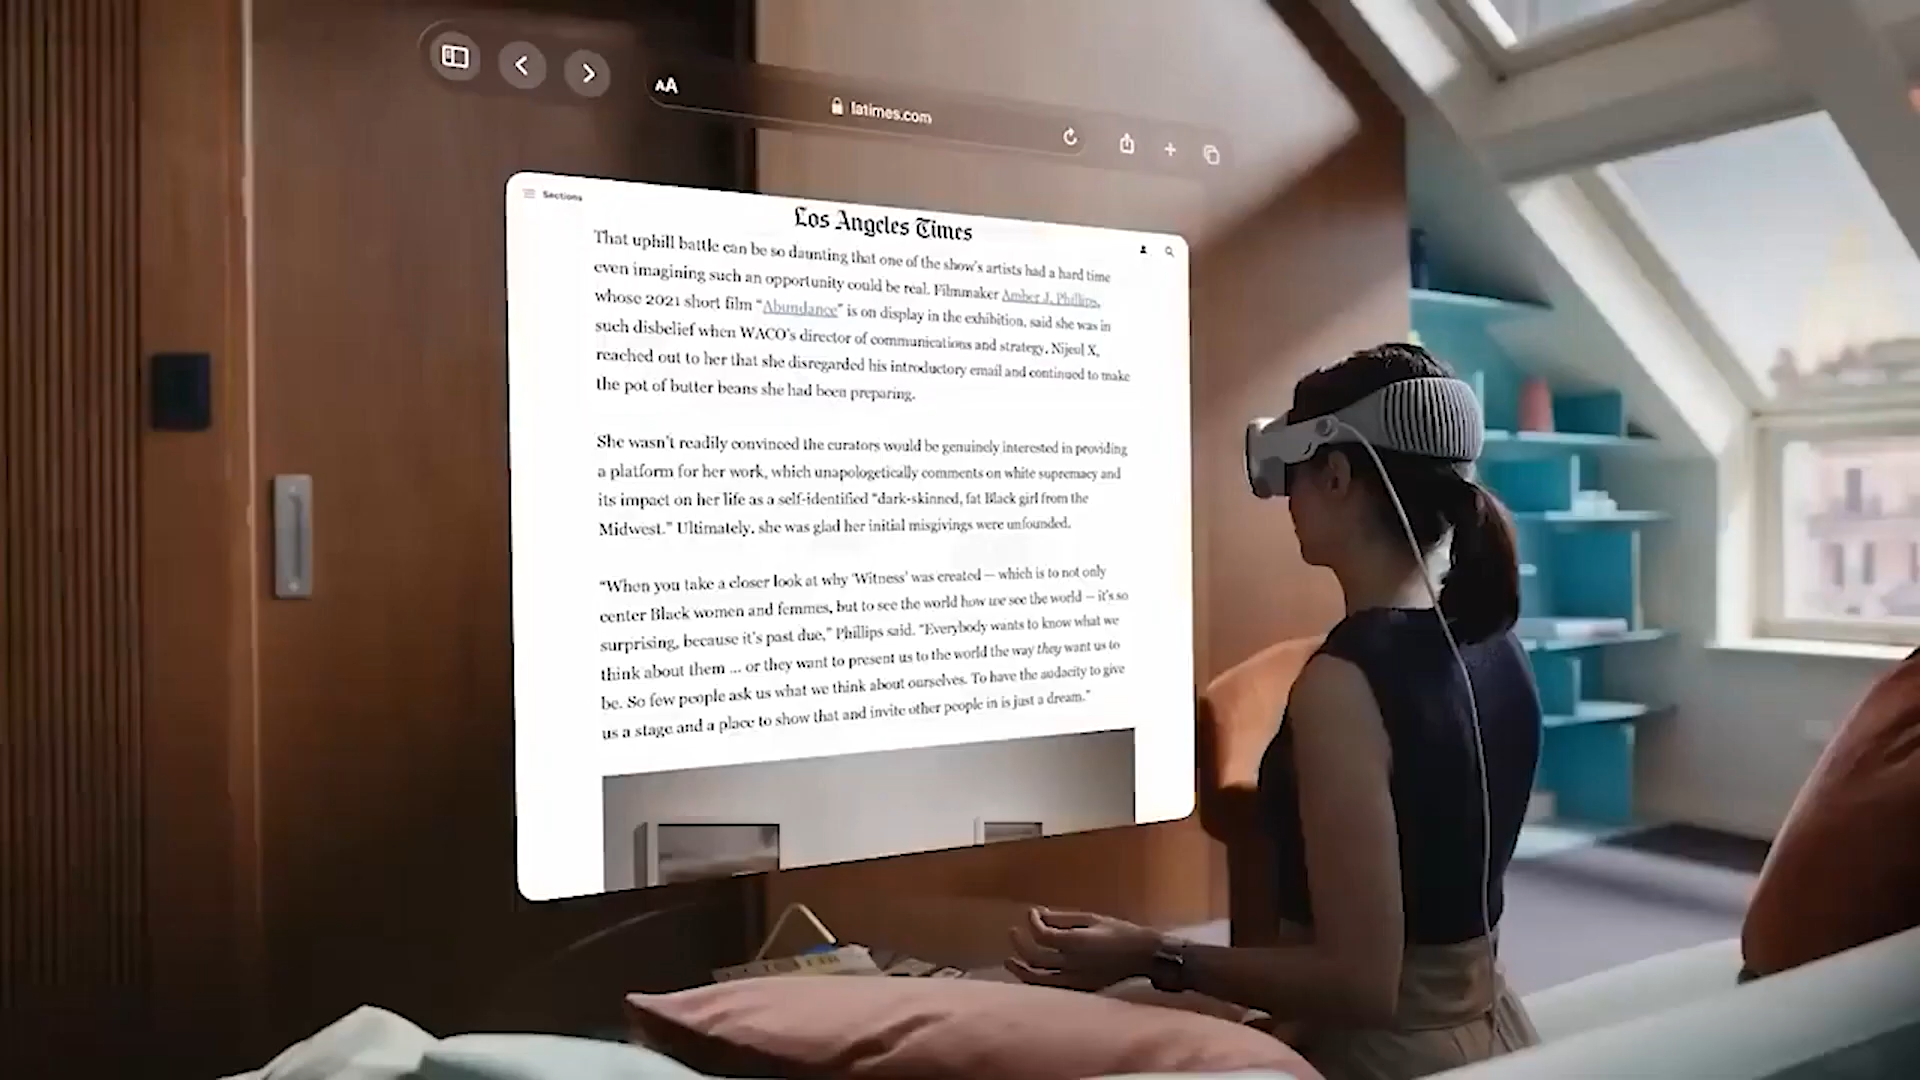 AA
latimes.com
Sections
Los Angeles Times
That uphill battle can be so daunting that one of the show's artists had a hard time
even imagining such an opportunity could be real. Filmmaker Amber J. Phillips,
whose 2021 short film “Abundance” is on display in the exhibition, said she was in
such disbelief when WACO's director of communications and strategy, Nijeul X,
reached out to her that she disregarded his introductory email and continued to make
the pot of butter beans she had been preparing.
She wasn't readily convinced the curators would be genuinely interested in providing
a platform for her work, which unapologetically comments on white supremacy and
its impact on her life as a self-identified “dark-skinned, fat Black girl from the
Midwest.” Ultimately, she was glad her initial misgivings were unfounded.
“When you take a closer look at why 'Witness' was created — which is to not only
center Black women and femmes, but to see the world how we see the world — it's so
surprising, because it's past due,” Phillips said. “Everybody wants to know what we
think about them ... or they want to present us to the world the way they want us to
be. So few people ask us what we think about ourselves. To have the audacity to give
us a stage and a place to show that and invite other people in is just a dream.”